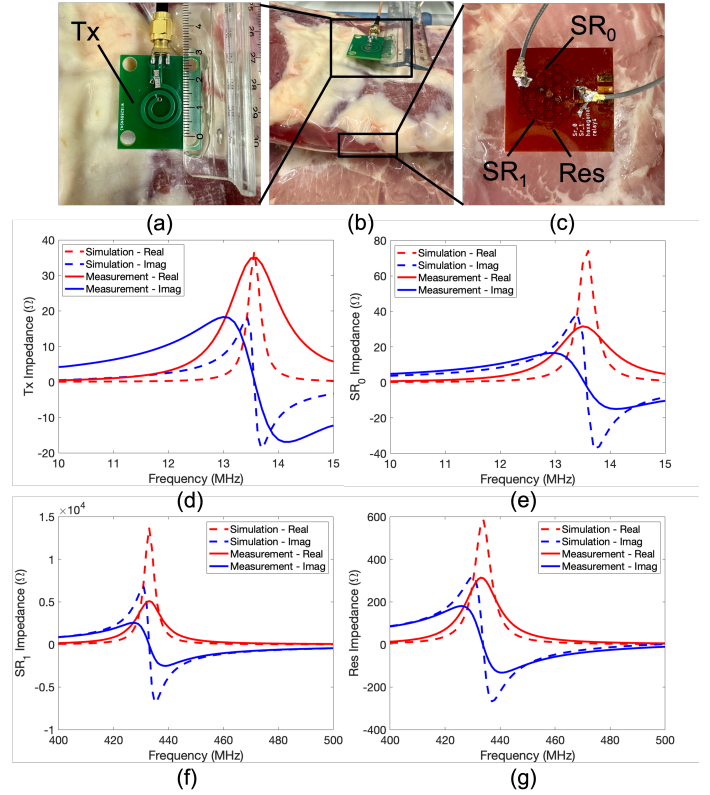 Tx
SR₀
SR₁
Res
Sr_0
Sr_1
hexagonal
relays
(a)
(b)
(c)
Simulation - Real
Simulation - Imag
Measurement - Real
Measurement - Imag
Tx Impedance (Ω)
40
30
20
10
0
-10
-20
10
11
12
13
14
15
Frequency (MHz)
(d)
Simulation - Real
Simulation - Imag
Measurement - Real
Measurement - Imag
SR₀ Impedance (Ω)
80
60
40
20
0
-20
-40
10
11
12
13
14
15
Frequency (MHz)
(e)
×10⁴
Simulation - Real
Simulation - Imag
Measurement - Real
Measurement - Imag
SR₁ Impedance (Ω)
1.5
1
0.5
0
-0.5
-1
400
420
440
460
480
500
Frequency (MHz)
(f)
Simulation - Real
Simulation - Imag
Measurement - Real
Measurement - Imag
Res Impedance (Ω)
600
400
200
0
-200
-400
400
420
440
460
480
500
Frequency (MHz)
(g)